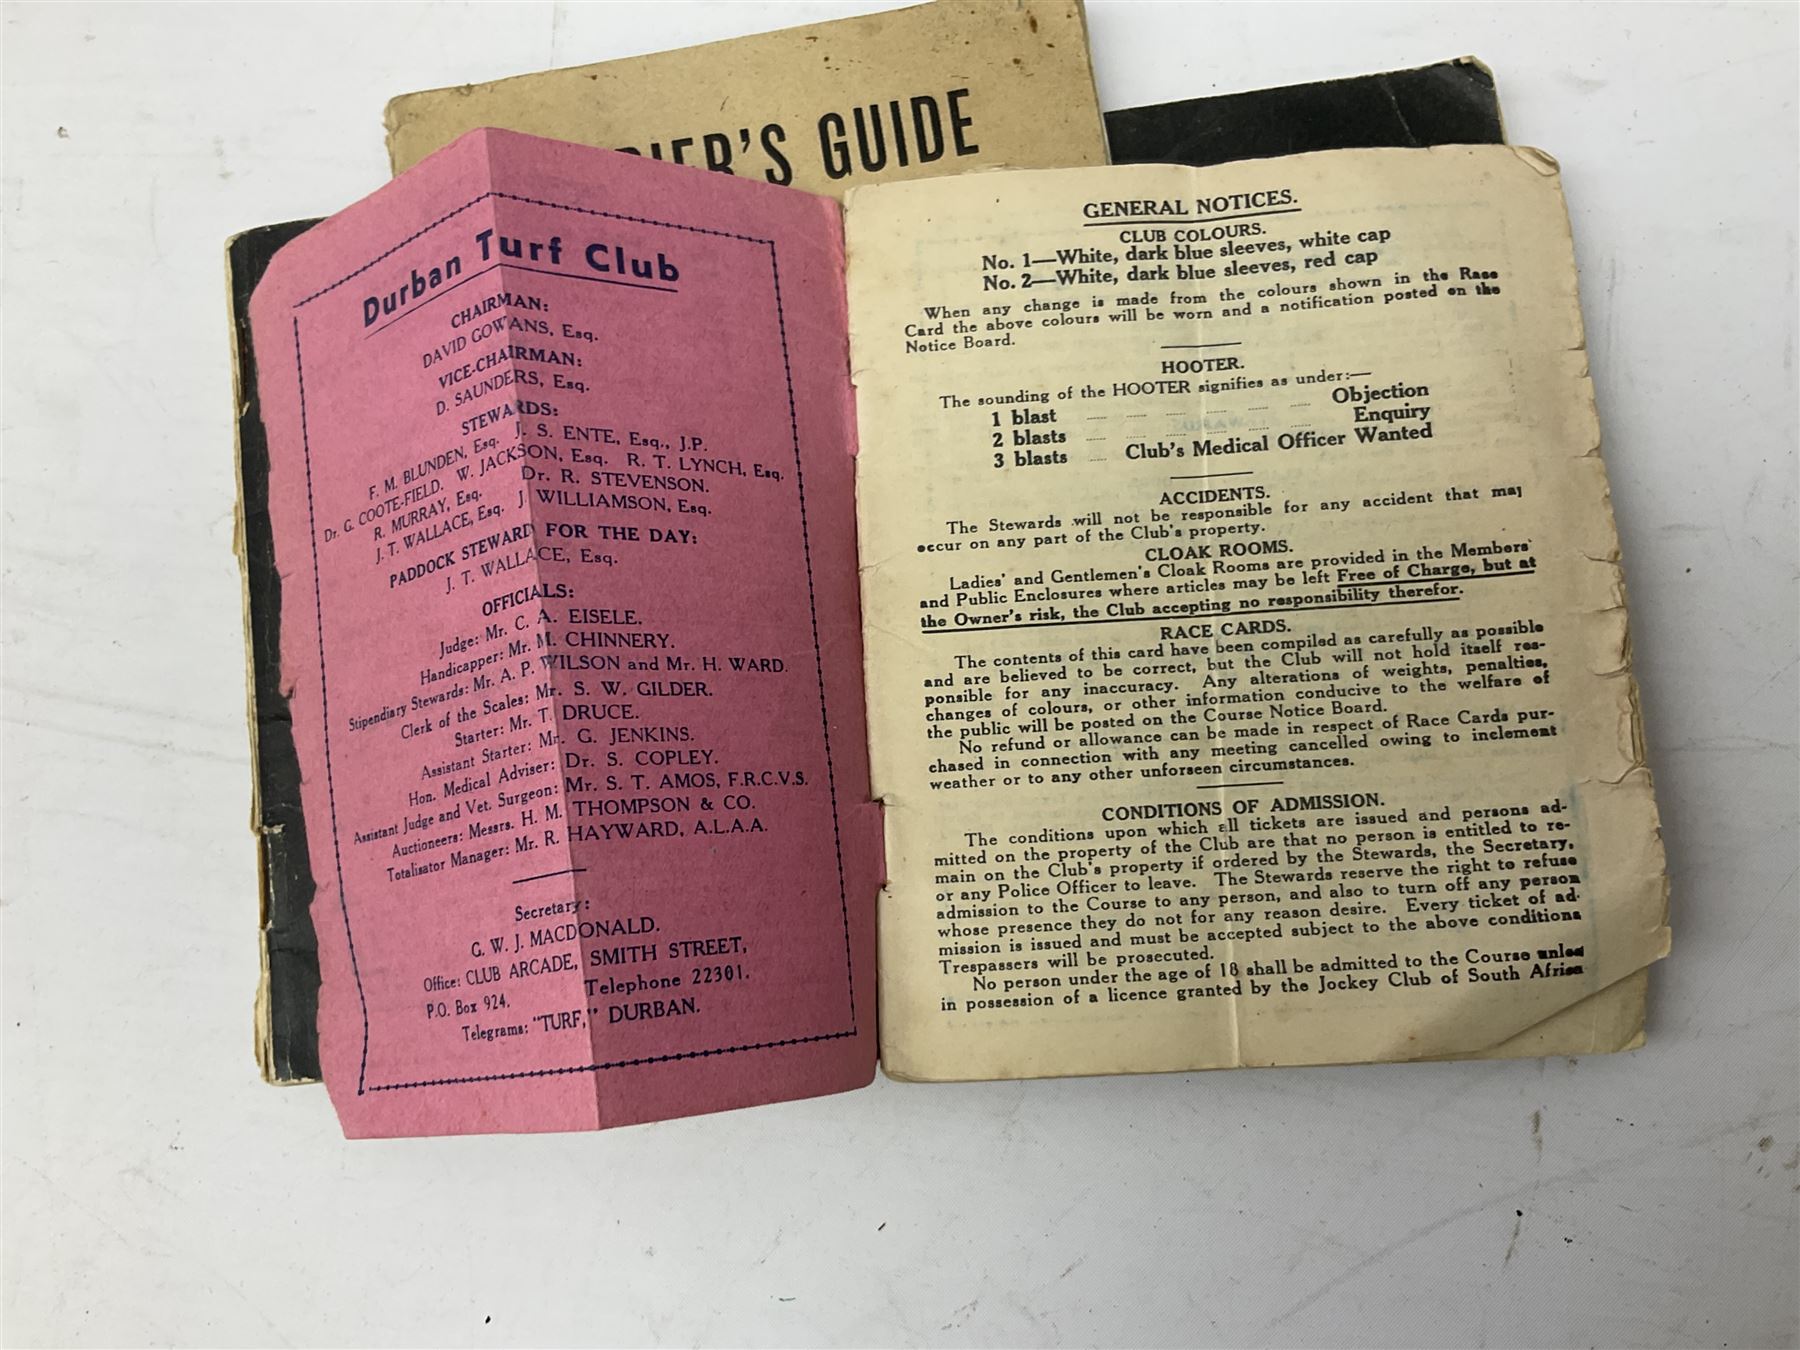 GUIDE
Durban Turf Club
CHAIRMAN:
DAVID GOWANS, Esq.
VICE-CHAIRMAN:
D. SAUNDERS, Esq.
STEWARDS:
F. M. BLUNDEN, Esq. J. S. ENTE, Esq., J.P.
Dr. G. COOTE-FIELD. W. JACKSON, Esq. R. T. LYNCH, Esq.
R. MURRAY, Esq. Dr. R. STEVENSON.
J. T. WALLACE, Esq. J. WILLIAMSON, Esq.
PADDOCK STEWARD FOR THE DAY:
J. T. WALLACE, Esq.
OFFICIALS:
Judge: Mr. C. A. EISELE.
Handicapper: Mr. M. CHINNERY.
Stipendiary Stewards: Mr. A. P. WILSON and Mr. H. WARD.
Clerk of the Scales: Mr. S. W. GILDER.
Starter: Mr. T. DRUCE.
Assistant Starter: Mr. G. JENKINS.
Hon. Medical Adviser: Dr. S. COPLEY.
Assistant Judge and Vet. Surgeon: Mr. S. T. AMOS, F.R.C.V.S.
Auctioneers: Messrs. H. M. THOMPSON & CO.
Totalisator Manager: Mr. R. HAYWARD, A.L.A.A.
Secretary:
G. W. J. MACDONALD.
Office: CLUB ARCADE, SMITH STREET,
P.O. Box 924. Telephone 22301.
Telegrams: "TURF," DURBAN.
GENERAL NOTICES.
CLUB COLOURS.
No. 1—White, dark blue sleeves, white cap
No. 2—White, dark blue sleeves, red cap
When any change is made from the colours shown in the Race
Card the above colours will be worn and a notification posted on the
Notice Board.
HOOTER.
The sounding of the HOOTER signifies as under:—
1 blast ..... ..... ..... ..... ..... ..... Objection
2 blasts ..... ..... ..... ..... ..... ..... Enquiry
3 blasts ..... Club's Medical Officer Wanted
ACCIDENTS.
The Stewards will not be responsible for any accident that may
occur on any part of the Club's property.
CLOAK ROOMS.
Ladies' and Gentlemen's Cloak Rooms are provided in the Members'
and Public Enclosures where articles may be left Free of Charge, but at
the Owner's risk, the Club accepting no responsibility therefor.
RACE CARDS.
The contents of this card have been compiled as carefully as possible
and are believed to be correct, but the Club will not hold itself res-
ponsible for any inaccuracy. Any alterations of weights, penalties,
changes of colours, or other information conducive to the welfare of
the public will be posted on the Course Notice Board.
No refund or allowance can be made in respect of Race Cards pur-
chased in connection with any meeting cancelled owing to inclement
weather or to any other unforseen circumstances.
CONDITIONS OF ADMISSION.
The conditions upon which all tickets are issued and persons ad-
mitted on the property of the Club are that no person is entitled to re-
main on the Club's property if ordered by the Stewards, the Secretary,
or any Police Officer to leave. The Stewards reserve the right to refuse
admission to the Course to any person, and also to turn off any person
whose presence they do not for any reason desire. Every ticket of ad-
mission is issued and must be accepted subject to the above conditions
Trespassers will be prosecuted.
No person under the age of 18 shall be admitted to the Course unless
in possession of a licence granted by the Jockey Club of South Africa